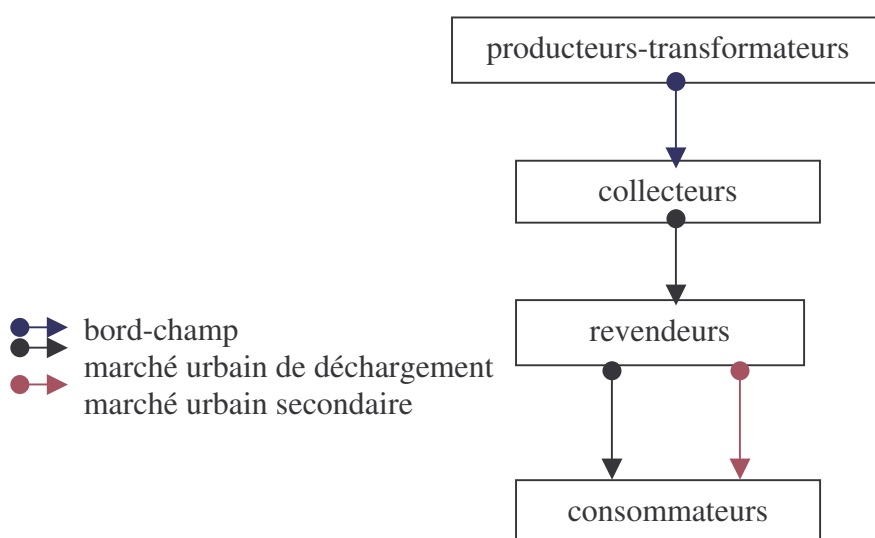 producteurs-transformateurs
collecteurs
revendeurs
bord-champ
marché urbain de déchargement
marché urbain secondaire
consommateurs